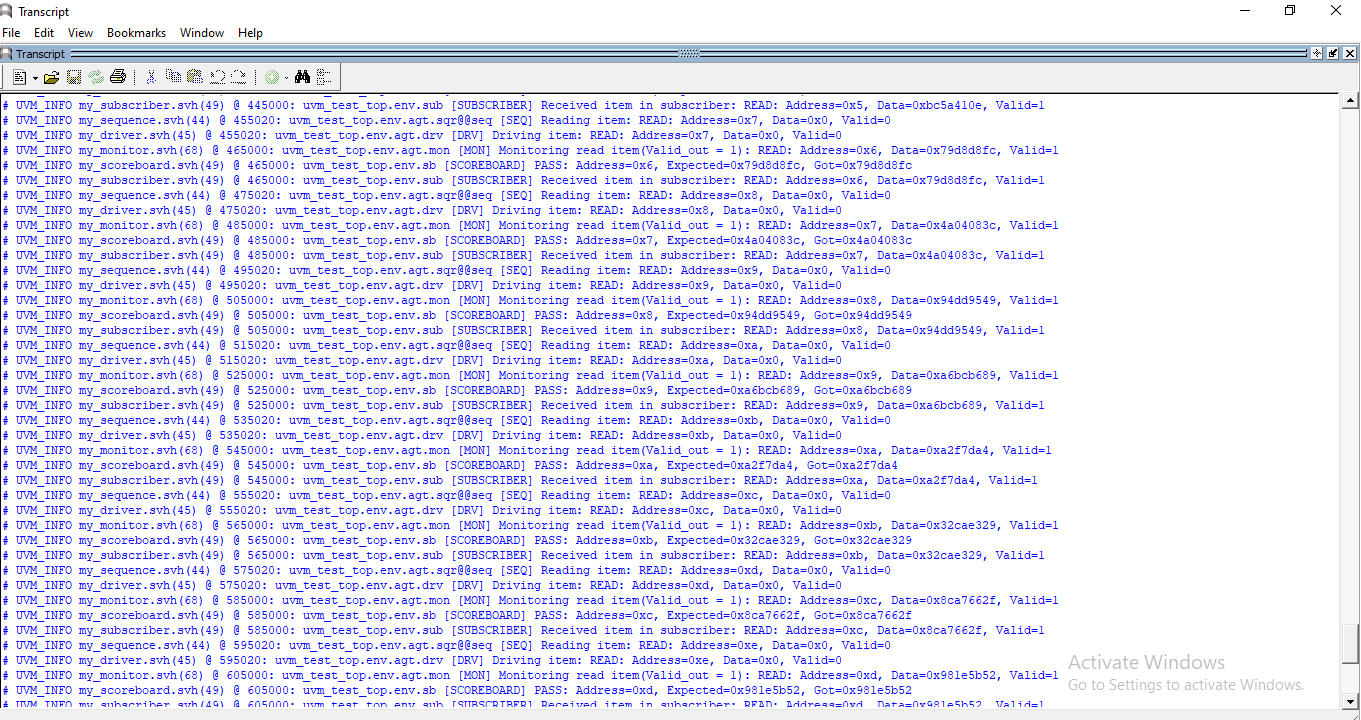 Transcript
File Edit View Bookmarks Window Help
Transcript
# UVM_INFO my_subscriber.svh(49) @ 445000: uvm_test_top.env.sub [SUBSCRIBER] Received item in subscriber: READ: Address=0x5, Data=0xbc5a410e, Valid=1
# UVM_INFO my_sequence.svh(44) @ 455020: uvm_test_top.env.agt.sqr@@seq [SEQ] Reading item: READ: Address=0x7, Data=0x0, Valid=0
# UVM_INFO my_driver.svh(45) @ 455020: uvm_test_top.env.agt.drv [DRV] Driving item: READ: Address=0x7, Data=0x0, Valid=0
# UVM_INFO my_monitor.svh(68) @ 465000: uvm_test_top.env.agt.mon [MON] Monitoring read item(Valid_out = 1): READ: Address=0x6, Data=0x79d8d8fc, Valid=1
# UVM_INFO my_scoreboard.svh(49) @ 465000: uvm_test_top.env.sb [SCOREBOARD] PASS: Address=0x6, Expected=0x79d8d8fc, Got=0x79d8d8fc
# UVM_INFO my_subscriber.svh(49) @ 465000: uvm_test_top.env.sub [SUBSCRIBER] Received item in subscriber: READ: Address=0x6, Data=0x79d8d8fc, Valid=1
# UVM_INFO my_sequence.svh(44) @ 475020: uvm_test_top.env.agt.sqr@@seq [SEQ] Reading item: READ: Address=0x8, Data=0x0, Valid=0
# UVM_INFO my_driver.svh(45) @ 475020: uvm_test_top.env.agt.drv [DRV] Driving item: READ: Address=0x8, Data=0x0, Valid=0
# UVM_INFO my_monitor.svh(68) @ 485000: uvm_test_top.env.agt.mon [MON] Monitoring read item(Valid_out = 1): READ: Address=0x7, Data=0x4a04083c, Valid=1
# UVM_INFO my_scoreboard.svh(49) @ 485000: uvm_test_top.env.sb [SCOREBOARD] PASS: Address=0x7, Expected=0x4a04083c, Got=0x4a04083c
# UVM_INFO my_subscriber.svh(49) @ 485000: uvm_test_top.env.sub [SUBSCRIBER] Received item in subscriber: READ: Address=0x7, Data=0x4a04083c, Valid=1
# UVM_INFO my_sequence.svh(44) @ 495020: uvm_test_top.env.agt.sqr@@seq [SEQ] Reading item: READ: Address=0x9, Data=0x0, Valid=0
# UVM_INFO my_driver.svh(45) @ 495020: uvm_test_top.env.agt.drv [DRV] Driving item: READ: Address=0x9, Data=0x0, Valid=0
# UVM_INFO my_monitor.svh(68) @ 505000: uvm_test_top.env.agt.mon [MON] Monitoring read item(Valid_out = 1): READ: Address=0x8, Data=0x94dd9549, Valid=1
# UVM_INFO my_scoreboard.svh(49) @ 505000: uvm_test_top.env.sb [SCOREBOARD] PASS: Address=0x8, Expected=0x94dd9549, Got=0x94dd9549
# UVM_INFO my_subscriber.svh(49) @ 505000: uvm_test_top.env.sub [SUBSCRIBER] Received item in subscriber: READ: Address=0x8, Data=0x94dd9549, Valid=1
# UVM_INFO my_sequence.svh(44) @ 515020: uvm_test_top.env.agt.sqr@@seq [SEQ] Reading item: READ: Address=0xa, Data=0x0, Valid=0
# UVM_INFO my_driver.svh(45) @ 515020: uvm_test_top.env.agt.drv [DRV] Driving item: READ: Address=0xa, Data=0x0, Valid=0
# UVM_INFO my_monitor.svh(68) @ 525000: uvm_test_top.env.agt.mon [MON] Monitoring read item(Valid_out = 1): READ: Address=0x9, Data=0xa6bcb689, Valid=1
# UVM_INFO my_scoreboard.svh(49) @ 525000: uvm_test_top.env.sb [SCOREBOARD] PASS: Address=0x9, Expected=0xa6bcb689, Got=0xa6bcb689
# UVM_INFO my_subscriber.svh(49) @ 525000: uvm_test_top.env.sub [SUBSCRIBER] Received item in subscriber: READ: Address=0x9, Data=0xa6bcb689, Valid=1
# UVM_INFO my_sequence.svh(44) @ 535020: uvm_test_top.env.agt.sqr@@seq [SEQ] Reading item: READ: Address=0xb, Data=0x0, Valid=0
# UVM_INFO my_driver.svh(45) @ 535020: uvm_test_top.env.agt.drv [DRV] Driving item: READ: Address=0xb, Data=0x0, Valid=0
# UVM_INFO my_monitor.svh(68) @ 545000: uvm_test_top.env.agt.mon [MON] Monitoring read item(Valid_out = 1): READ: Address=0xa, Data=0xa2f7da4, Valid=1
# UVM_INFO my_scoreboard.svh(49) @ 545000: uvm_test_top.env.sb [SCOREBOARD] PASS: Address=0xa, Expected=0xa2f7da4, Got=0xa2f7da4
# UVM_INFO my_subscriber.svh(49) @ 545000: uvm_test_top.env.sub [SUBSCRIBER] Received item in subscriber: READ: Address=0xa, Data=0xa2f7da4, Valid=1
# UVM_INFO my_sequence.svh(44) @ 555020: uvm_test_top.env.agt.sqr@@seq [SEQ] Reading item: READ: Address=0xc, Data=0x0, Valid=0
# UVM_INFO my_driver.svh(45) @ 555020: uvm_test_top.env.agt.drv [DRV] Driving item: READ: Address=0xc, Data=0x0, Valid=0
# UVM_INFO my_monitor.svh(68) @ 565000: uvm_test_top.env.agt.mon [MON] Monitoring read item(Valid_out = 1): READ: Address=0xb, Data=0x32cae329, Valid=1
# UVM_INFO my_scoreboard.svh(49) @ 565000: uvm_test_top.env.sb [SCOREBOARD] PASS: Address=0xb, Expected=0x32cae329, Got=0x32cae329
# UVM_INFO my_subscriber.svh(49) @ 565000: uvm_test_top.env.sub [SUBSCRIBER] Received item in subscriber: READ: Address=0xb, Data=0x32cae329, Valid=1
# UVM_INFO my_sequence.svh(44) @ 575020: uvm_test_top.env.agt.sqr@@seq [SEQ] Reading item: READ: Address=0xd, Data=0x0, Valid=0
# UVM_INFO my_driver.svh(45) @ 575020: uvm_test_top.env.agt.drv [DRV] Driving item: READ: Address=0xd, Data=0x0, Valid=0
# UVM_INFO my_monitor.svh(68) @ 585000: uvm_test_top.env.agt.mon [MON] Monitoring read item(Valid_out = 1): READ: Address=0xc, Data=0x8ca7662f, Valid=1
# UVM_INFO my_scoreboard.svh(49) @ 585000: uvm_test_top.env.sb [SCOREBOARD] PASS: Address=0xc, Expected=0x8ca7662f, Got=0x8ca7662f
# UVM_INFO my_subscriber.svh(49) @ 585000: uvm_test_top.env.sub [SUBSCRIBER] Received item in subscriber: READ: Address=0xc, Data=0x8ca7662f, Valid=1
# UVM_INFO my_sequence.svh(44) @ 595020: uvm_test_top.env.agt.sqr@@seq [SEQ] Reading item: READ: Address=0xe, Data=0x0, Valid=0
# UVM_INFO my_driver.svh(45) @ 595020: uvm_test_top.env.agt.drv [DRV] Driving item: READ: Address=0xe, Data=0x0, Valid=0
# UVM_INFO my_monitor.svh(68) @ 605000: uvm_test_top.env.agt.mon [MON] Monitoring read item(Valid_out = 1): READ: Address=0xd, Data=0x981e5b52, Valid=1
# UVM_INFO my_scoreboard.svh(49) @ 605000: uvm_test_top.env.sb [SCOREBOARD] PASS: Address=0xd, Expected=0x981e5b52, Got=0x981e5b52
# UVM_INFO my_subscriber.svh(49) @ 605000: uvm_test_top.env.sub [SUBSCRIBER] Received item in subscriber: READ: Address=0xd, Data=0x981e5b52, Valid=1
Activate Windows
Go to Settings to activate Windows.